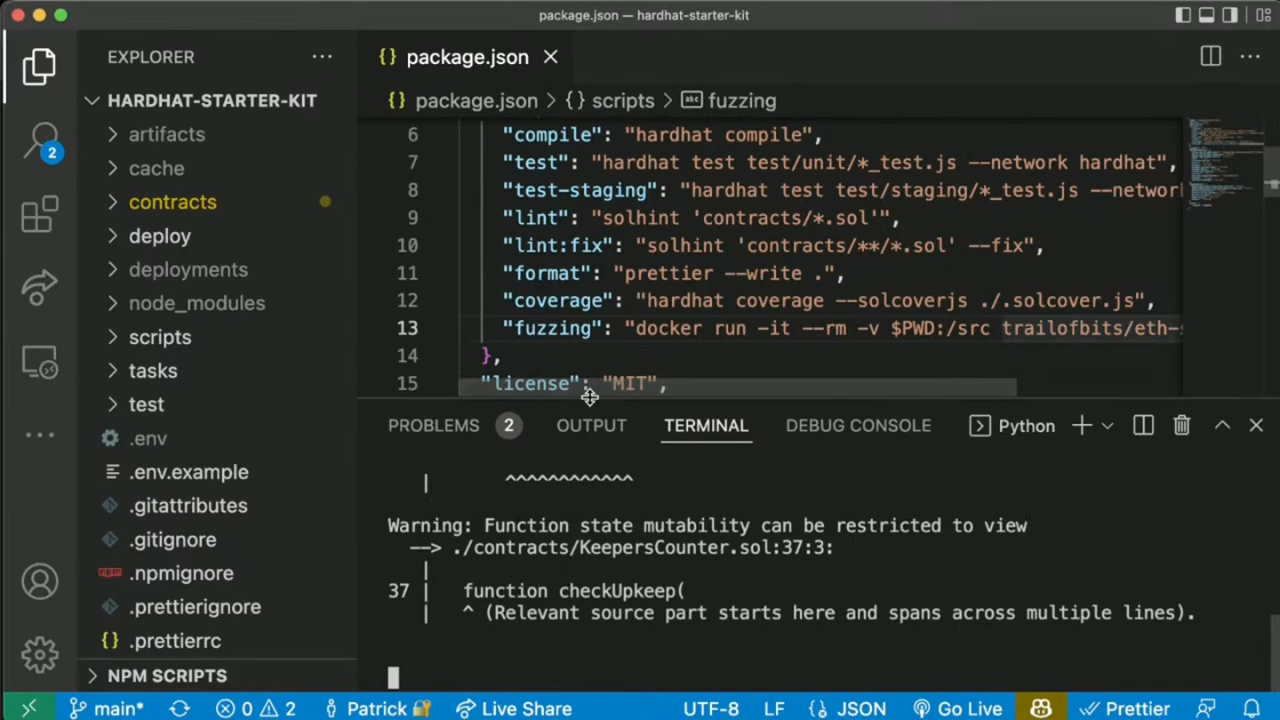 package.json — hardhat-starter-kit
EXPLORER
HARDHAT-STARTER-KIT
artifacts
cache
contracts
deploy
deployments
node_modules
scripts
tasks
test
.env
.env.example
.gitattributes
.gitignore
.npmignore
.prettierignore
.prettierrc
NPM SCRIPTS
2
{} package.json
{} package.json > {} scripts > abc fuzzing
6 "compile": "hardhat compile",
7 "test": "hardhat test test/unit/*_test.js --network hardhat",
8 "test-staging": "hardhat test test/staging/*_test.js --network
9 "lint": "solhint 'contracts/*.sol'",
10 "lint:fix": "solhint 'contracts/**/*.sol' --fix",
11 "format": "prettier --write .",
12 "coverage": "hardhat coverage --solcoverjs ./.solcover.js",
13 "fuzzing": "docker run -it --rm -v $PWD:/src trailofbits/eth-
14 },
15 "license": "MIT",
PROBLEMS 2 OUTPUT TERMINAL DEBUG CONSOLE Python
| ^^^^^^^^^^^^
Warning: Function state mutability can be restricted to view
--> ./contracts/KeepersCounter.sol:37:3:
|
37 | function checkUpkeep(
| ^ (Relevant source part starts here and spans across multiple lines).
main* 0 2 Patrick Live Share UTF-8 LF {} JSON Go Live Prettier